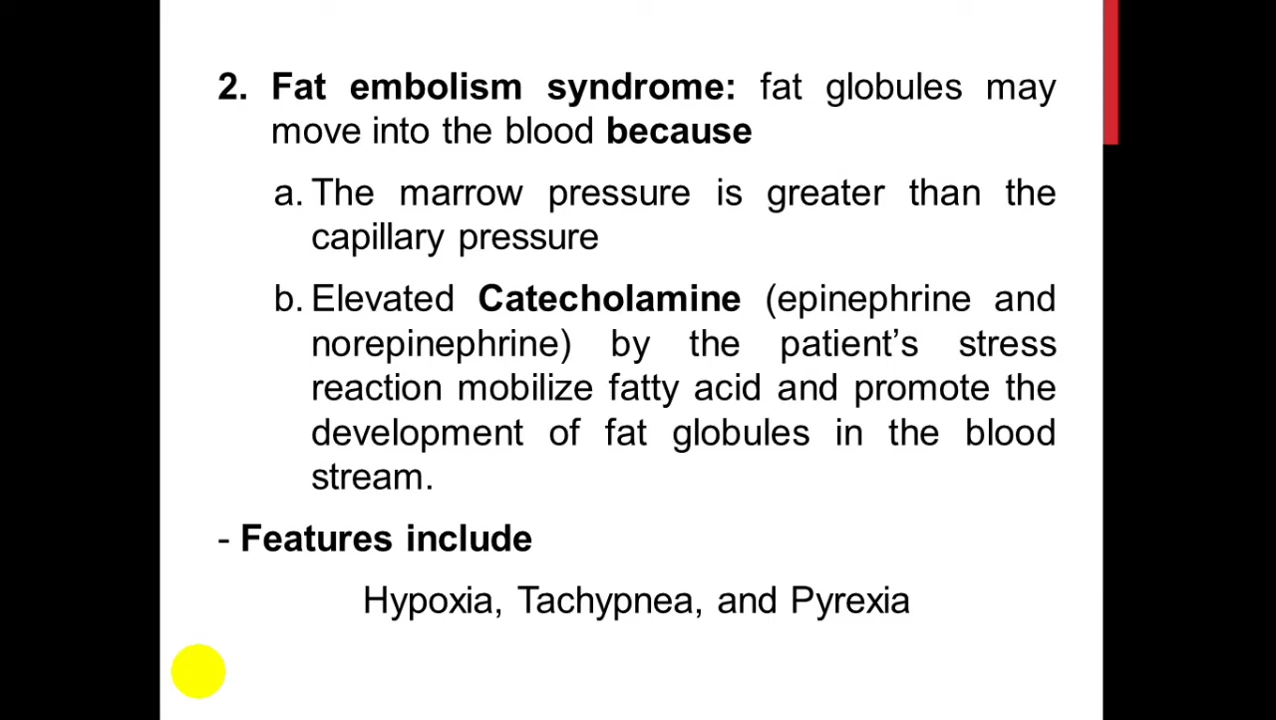 2. Fat embolism syndrome: fat globules may
move into the blood because
a. The marrow pressure is greater than the
capillary pressure
b. Elevated Catecholamine (epinephrine and
norepinephrine) by the patient’s stress
reaction mobilize fatty acid and promote the
development of fat globules in the blood
stream.
- Features include
Hypoxia, Tachypnea, and Pyrexia